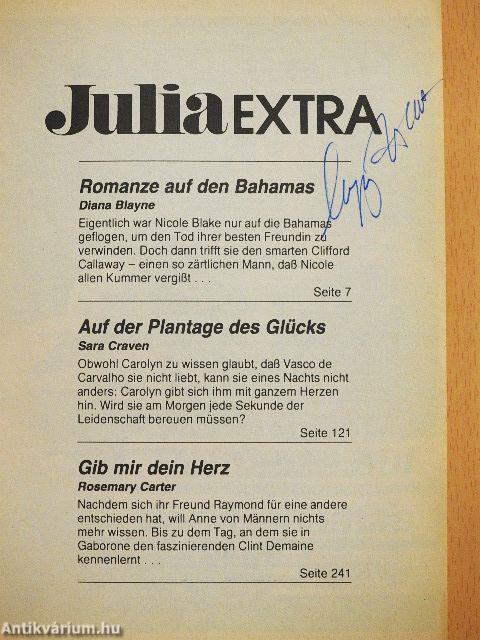 Julia EXTRA
Romanze auf den Bahamas
Diana Blayne
Eigentlich war Nicole Blake nur auf die Bahamas
geflogen, um den Tod ihrer besten Freundin zu
verwinden. Doch dann trifft sie den smarten Clifford
Callaway – einen so zärtlichen Mann, daß Nicole
allen Kummer vergißt . . .
Seite 7
Auf der Plantage des Glücks
Sara Craven
Obwohl Carolyn zu wissen glaubt, daß Vasco de
Carvalho sie nicht liebt, kann sie eines Nachts nicht
anders: Carolyn gibt sich ihm mit ganzem Herzen
hin. Wird sie am Morgen jede Sekunde der
Leidenschaft bereuen müssen?
Seite 121
Gib mir dein Herz
Rosemary Carter
Nachdem sich ihr Freund Raymond für eine andere
entschieden hat, will Anne von Männern nichts
mehr wissen. Bis zu dem Tag, an dem sie in
Gaborone den faszinierenden Clint Demaine
kennenlernt . . .
Seite 241
Antikvárium.hu